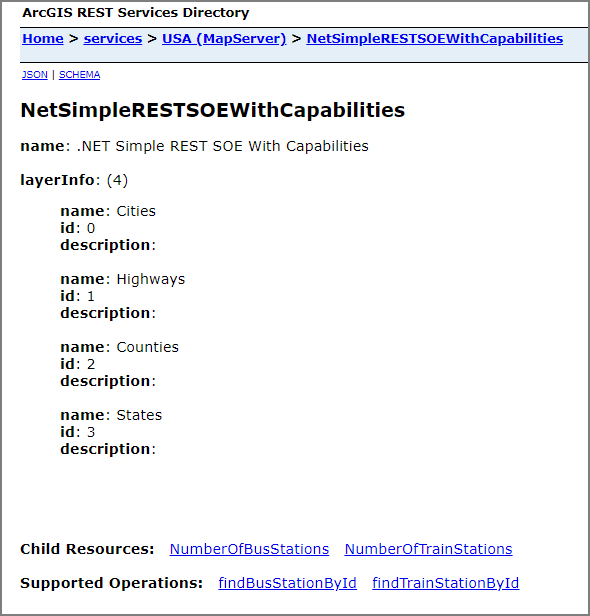 ArcGIS REST Services Directory
Home > services > USA (MapServer) > NetSimpleRESTSOEWithCapabilities
JSON | SCHEMA
NetSimpleRESTSOEWithCapabilities
name: .NET Simple REST SOE With Capabilities
layerInfo: (4)
name: Cities
id: 0
description:
name: Highways
id: 1
description:
name: Counties
id: 2
description:
name: States
id: 3
description:
Child Resources: NumberOfBusStations NumberOfTrainStations
Supported Operations: findBusStationById findTrainStationById